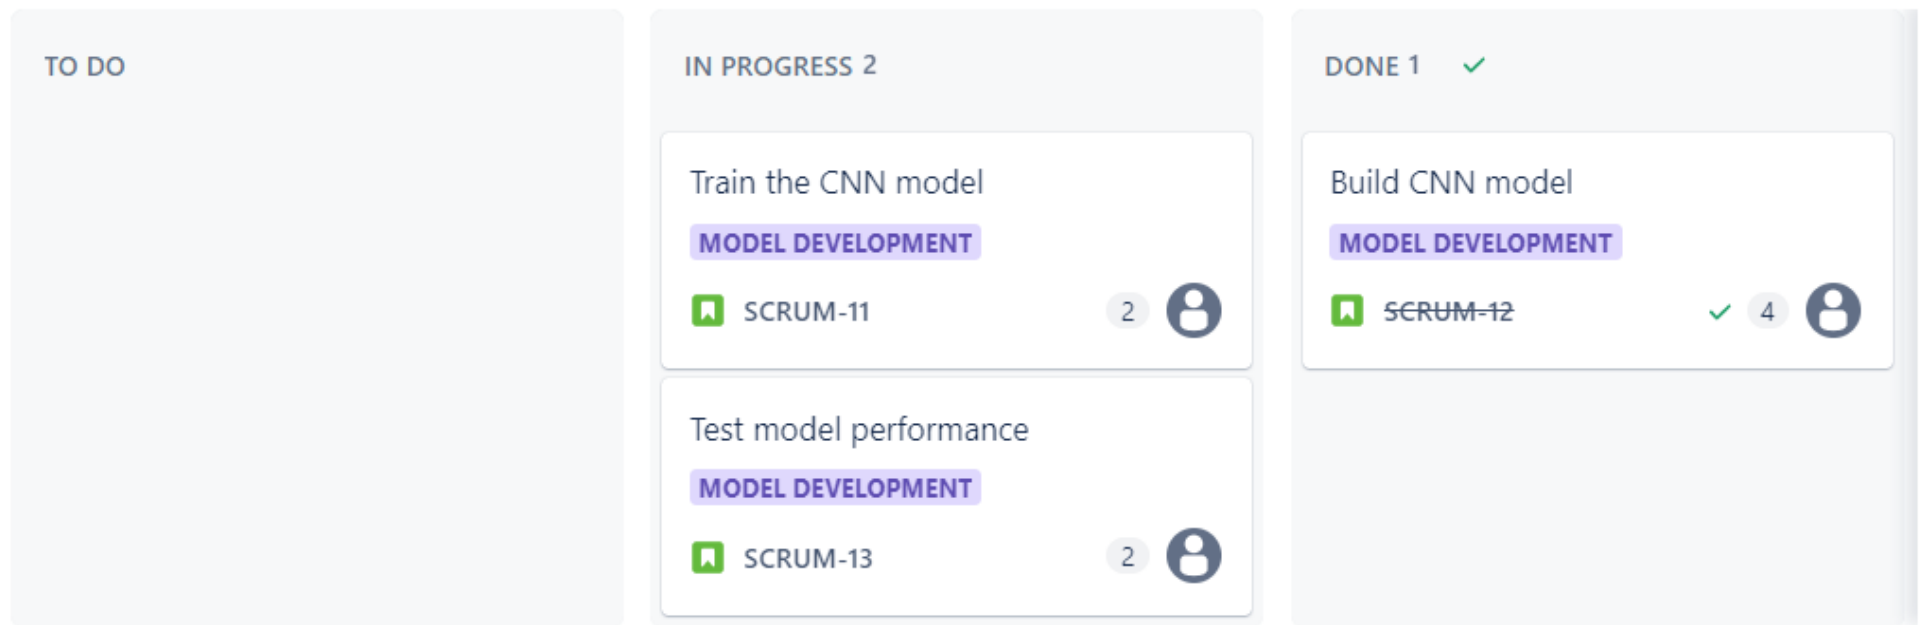 TO DO
IN PROGRESS 2
Train the CNN model
MODEL DEVELOPMENT
SCRUM-11
2
Test model performance
MODEL DEVELOPMENT
SCRUM-13
2
DONE 1
Build CNN model
MODEL DEVELOPMENT
SCRUM-12
4